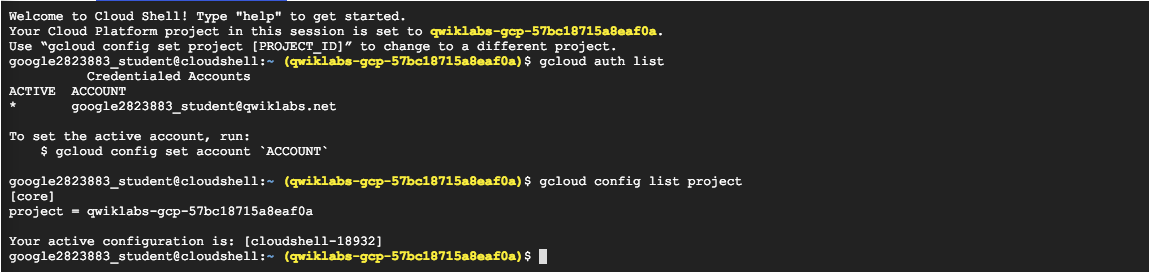 Welcome to Cloud Shell! Type "help" to get started.
Your Cloud Platform project in this session is set to qwiklabs-gcp-57bc18715a8eaf0a.
Use “gcloud config set project [PROJECT_ID]” to change to a different project.
google2823883_student@cloudshell:~ (qwiklabs-gcp-57bc18715a8eaf0a)$ gcloud auth list
Credentialed Accounts
ACTIVE  ACCOUNT
*       google2823883_student@qwiklabs.net
To set the active account, run:
$ gcloud config set account `ACCOUNT`
google2823883_student@cloudshell:~ (qwiklabs-gcp-57bc18715a8eaf0a)$ gcloud config list project
[core]
project = qwiklabs-gcp-57bc18715a8eaf0a
Your active configuration is: [cloudshell-18932]
google2823883_student@cloudshell:~ (qwiklabs-gcp-57bc18715a8eaf0a)$